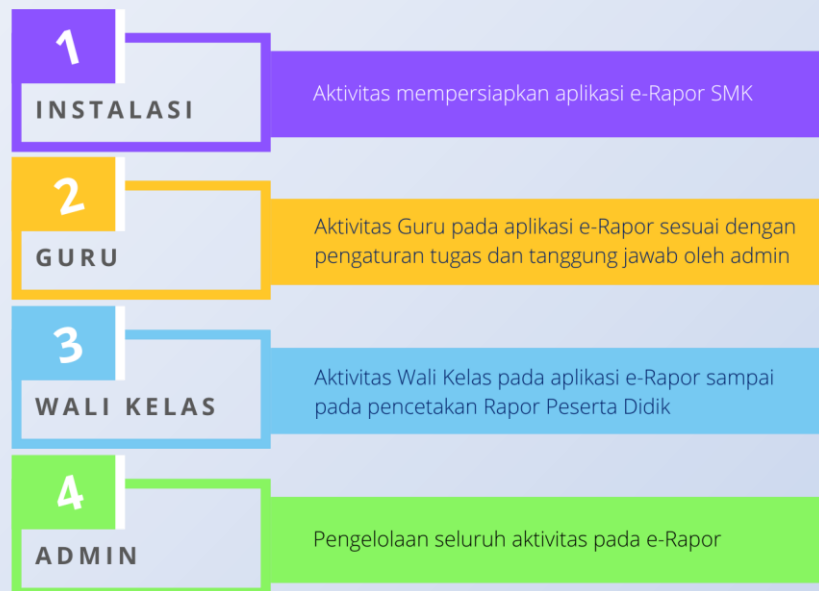 1
INSTALASI
Aktivitas mempersiapkan aplikasi e-Rapor SMK
2
GURU
Aktivitas Guru pada aplikasi e-Rapor sesuai dengan
pengaturan tugas dan tanggung jawab oleh admin
3
WALI KELAS
Aktivitas Wali Kelas pada aplikasi e-Rapor sampai
pada pencetakan Rapor Peserta Didik
4
ADMIN
Pengelolaan seluruh aktivitas pada e-Rapor